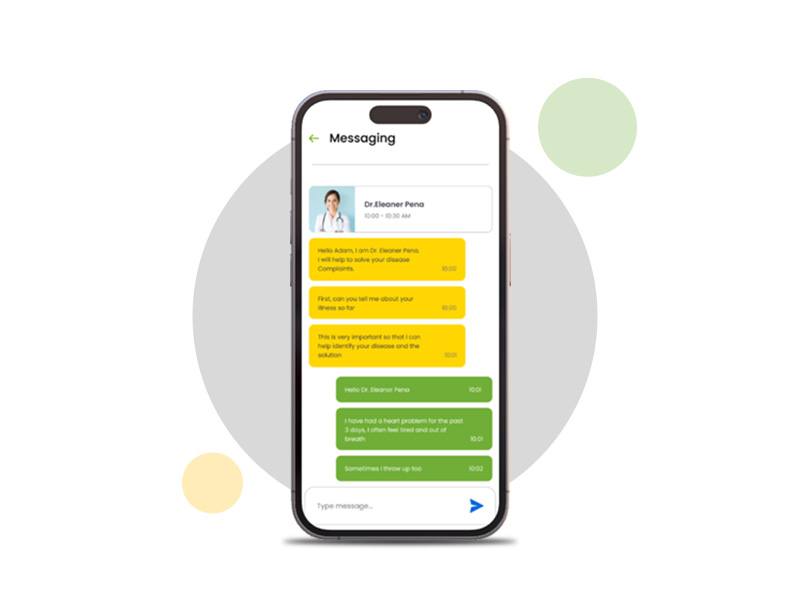 Messaging
Dr.Eleaner Pena
10:00 - 10:30 AM
Hello Adam, I am Dr. Eleaner Pena,
I will help to solve your disease
Complaints.
10:00
First, can you tell me about your
illness so far
10:00
This is very important so that I can
help identify your disease and the
solution
10:01
Hello Dr. Eleanor Pena
10:01
I have had a heart problem for the past
3 days, I often feel tired and out of
breath
10:01
Sometimes I throw up too
10:02
Type message...